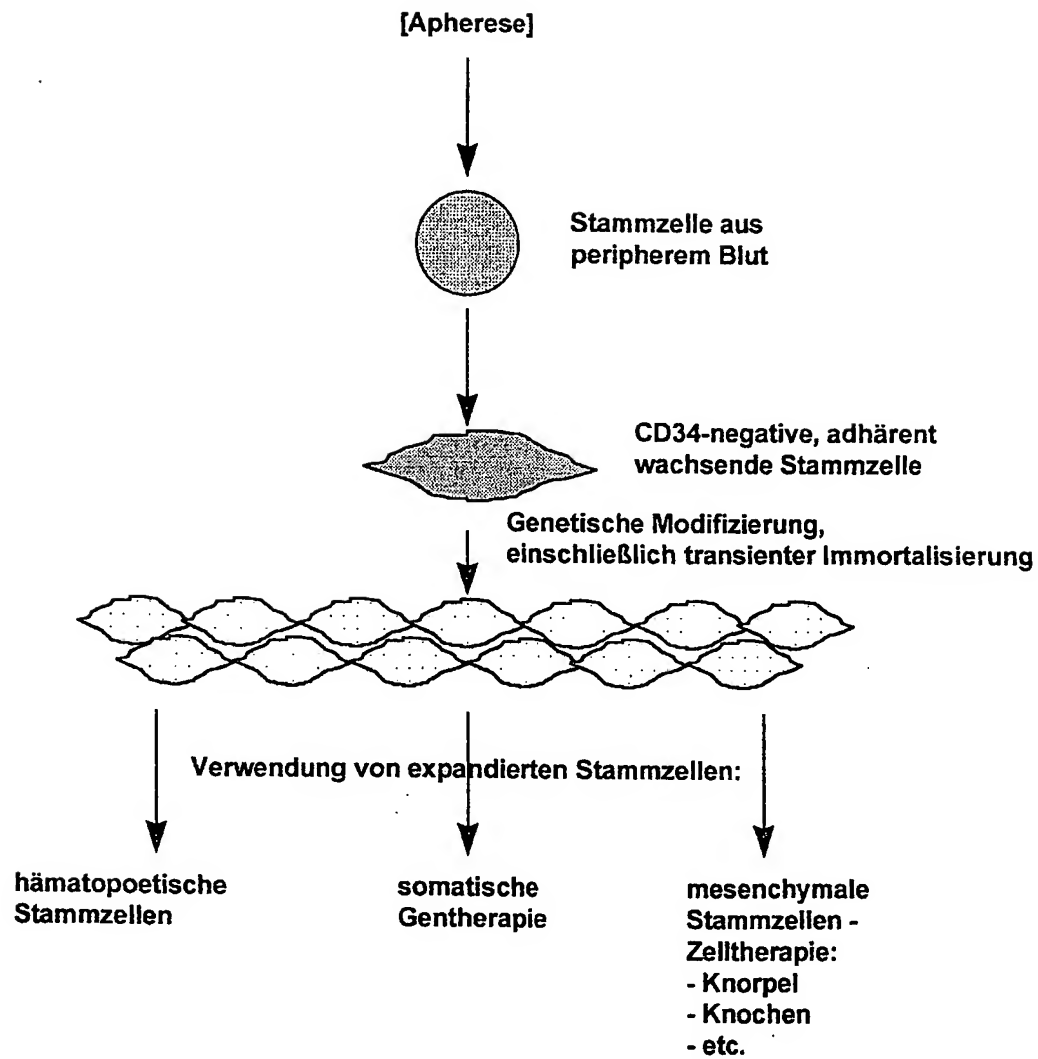 [Apherese]
Stammzelle aus
peripherem Blut
CD34-negative, adhärent
wachsende Stammzelle
Genetische Modifizierung,
einschließlich transienter Immortalisierung
Verwendung von expandierten Stammzellen:
hämatopoetische
Stammzellen
somatische
Gentherapie
mesenchymale
Stammzellen -
Zelltherapie:
- Knorpel
- Knochen
- etc.